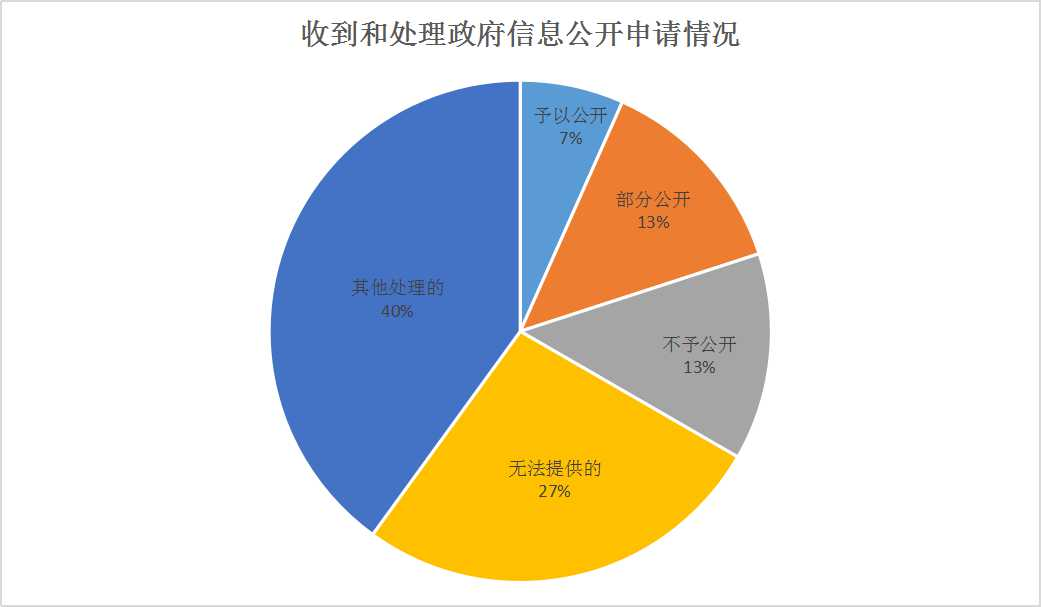 收到和处理政府信息公开申请情况
予以公开
7%
部分公开
13%
不予公开
13%
无法提供的
27%
其他处理的
40%